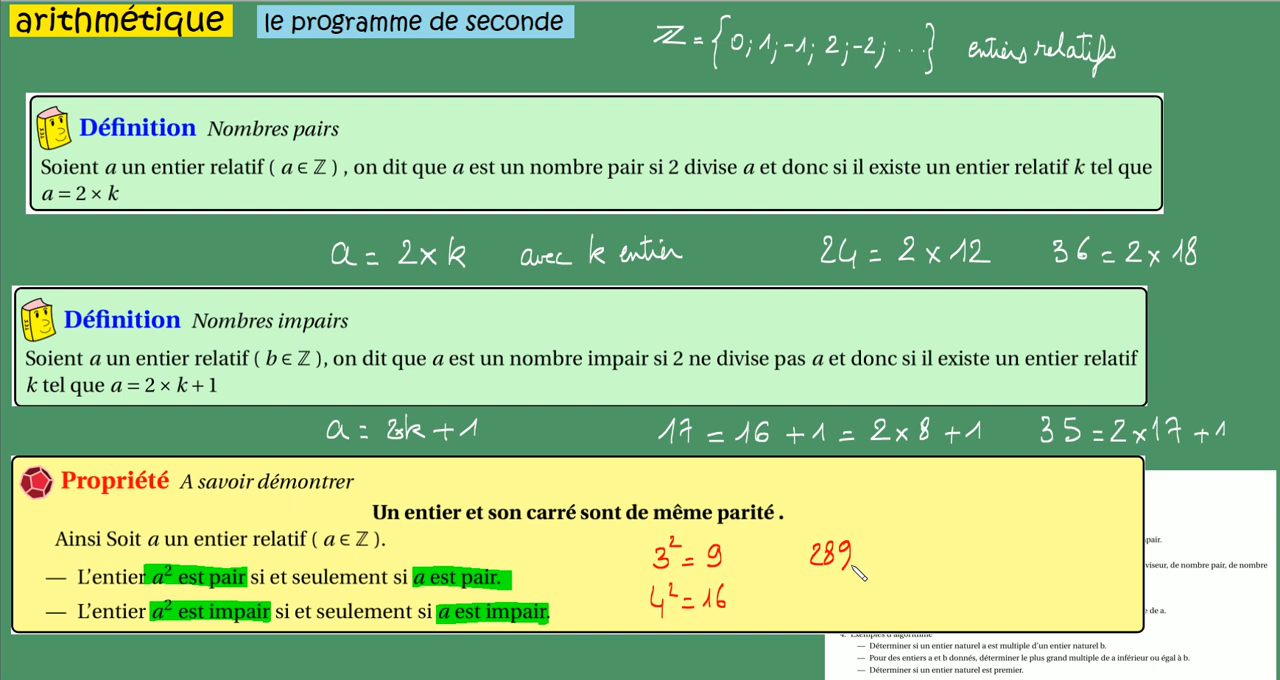 arithmétique le programme de seconde
Z = {0; 1; -1; 2; -2; ...} entiers relatifs
Définition Nombres pairs
Soient a un entier relatif ( a ∈ ℤ ) , on dit que a est un nombre pair si 2 divise a et donc si il existe un entier relatif k tel que
a = 2 × k
a = 2 × k avec k entier 24 = 2 × 12 36 = 2 × 18
Définition Nombres impairs
Soient a un entier relatif ( b ∈ ℤ ), on dit que a est un nombre impair si 2 ne divise pas a et donc si il existe un entier relatif
k tel que a = 2 × k + 1
a = 2×k + 1 17 = 16 + 1 = 2 × 8 + 1 35 = 2 × 17 + 1
Propriété A savoir démontrer
Un entier et son carré sont de même parité .
Ainsi Soit a un entier relatif ( a ∈ ℤ ).
3² = 9 289
— L'entier a² est pair si et seulement si a est pair.
4² = 16
— L'entier a² est impair si et seulement si a est impair.
pair.
viseur, de nombre pair, de nombre
de a.
4. Exemples d'algorithme
— Déterminer si un entier naturel a est multiple d'un entier naturel b.
— Pour des entiers a et b donnés, déterminer le plus grand multiple de a inférieur ou égal à b.
— Déterminer si un entier naturel est premier.